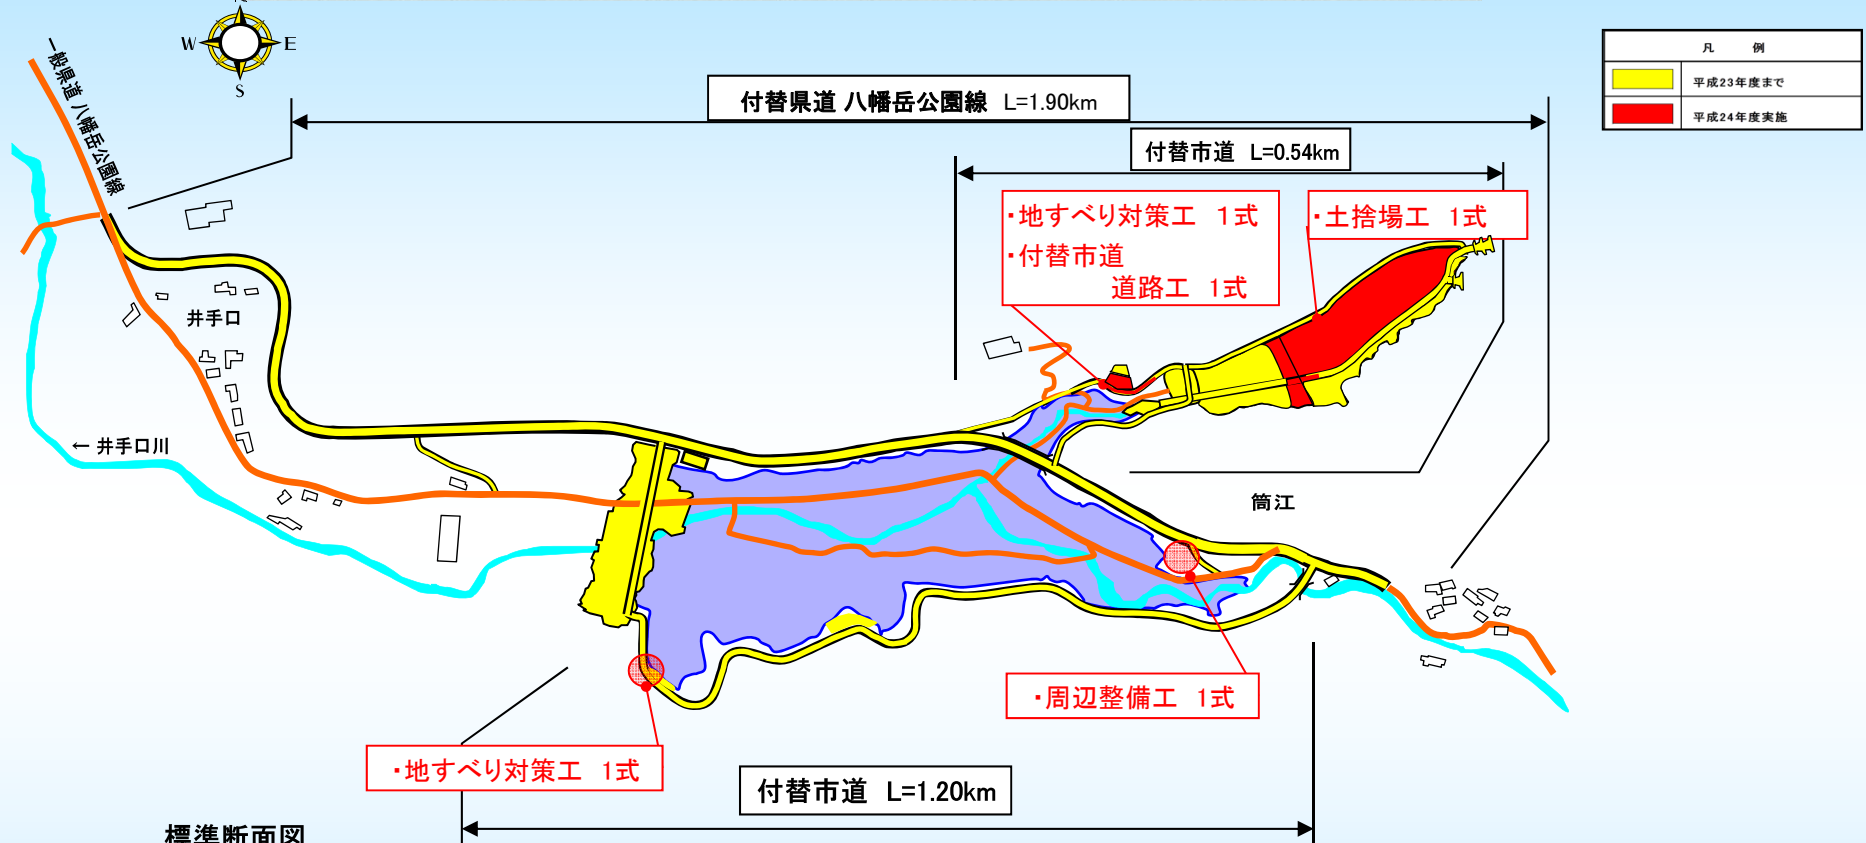 W E
S
一般県道 八幡岳公園線
凡 例
平成23年度まで
平成24年度実施
付替県道 八幡岳公園線 L=1.90km
付替市道 L=0.54km
・地すべり対策工 1式
・付替市道
道路工 1式
・土捨場工 1式
井手口
← 井手口川
筒江
・周辺整備工 1式
・地すべり対策工 1式
付替市道 L=1.20km
標準断面図